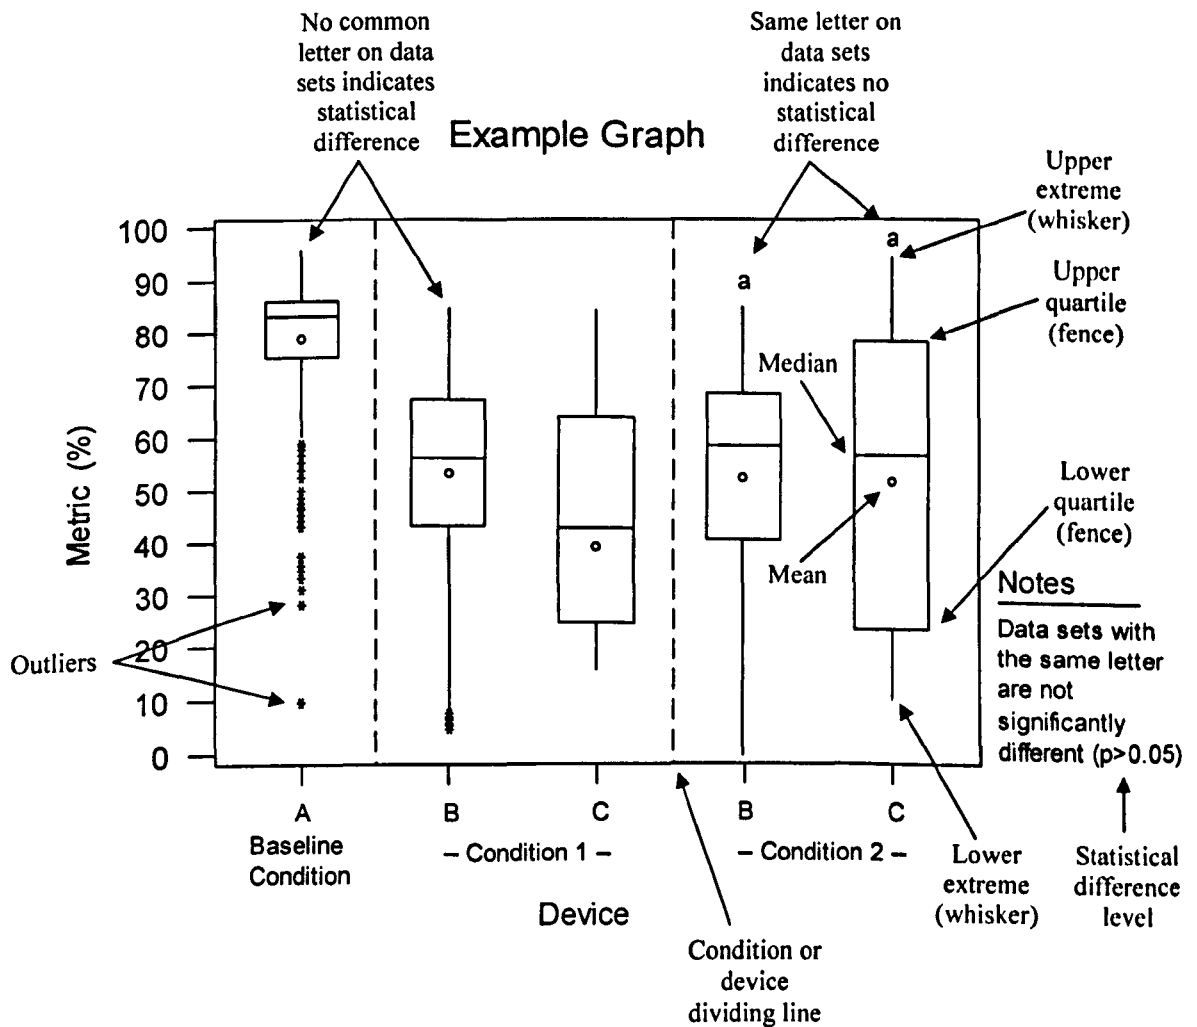 No common
letter on data
sets indicates
statistical
difference
Same letter on
data sets
indicates no
statistical
difference
Example Graph
Upper
extreme
(whisker)
Upper
quartile
(fence)
Lower
quartile
(fence)
Median
Mean
a
a
Metric (%)
100
90
80
70
60
50
40
30
20
10
0
Outliers
Notes
Data sets with
the same letter
are not
significantly
different (p>0.05)
A
B
C
B
C
Baseline
Condition
– Condition 1 –
– Condition 2 –
Device
Condition or
device
dividing line
Lower
extreme
(whisker)
Statistical
difference
level